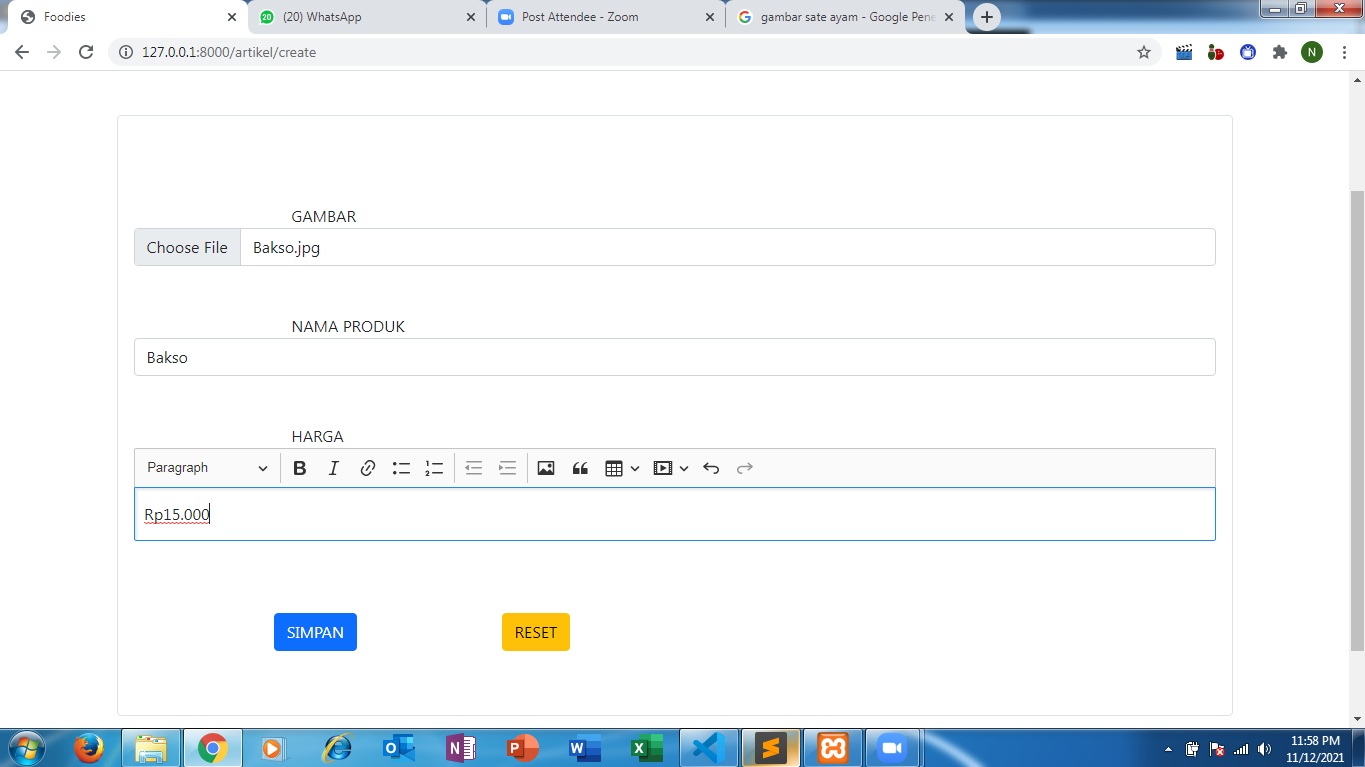 Foodies
(20) WhatsApp
Post Attendee - Zoom
gambar sate ayam - Google Pene
127.0.0.1:8000/artikel/create
N
GAMBAR
Choose File Bakso.jpg
NAMA PRODUK
Bakso
HARGA
Paragraph
Rp15.000
SIMPAN RESET
11:58 PM
11/12/2021